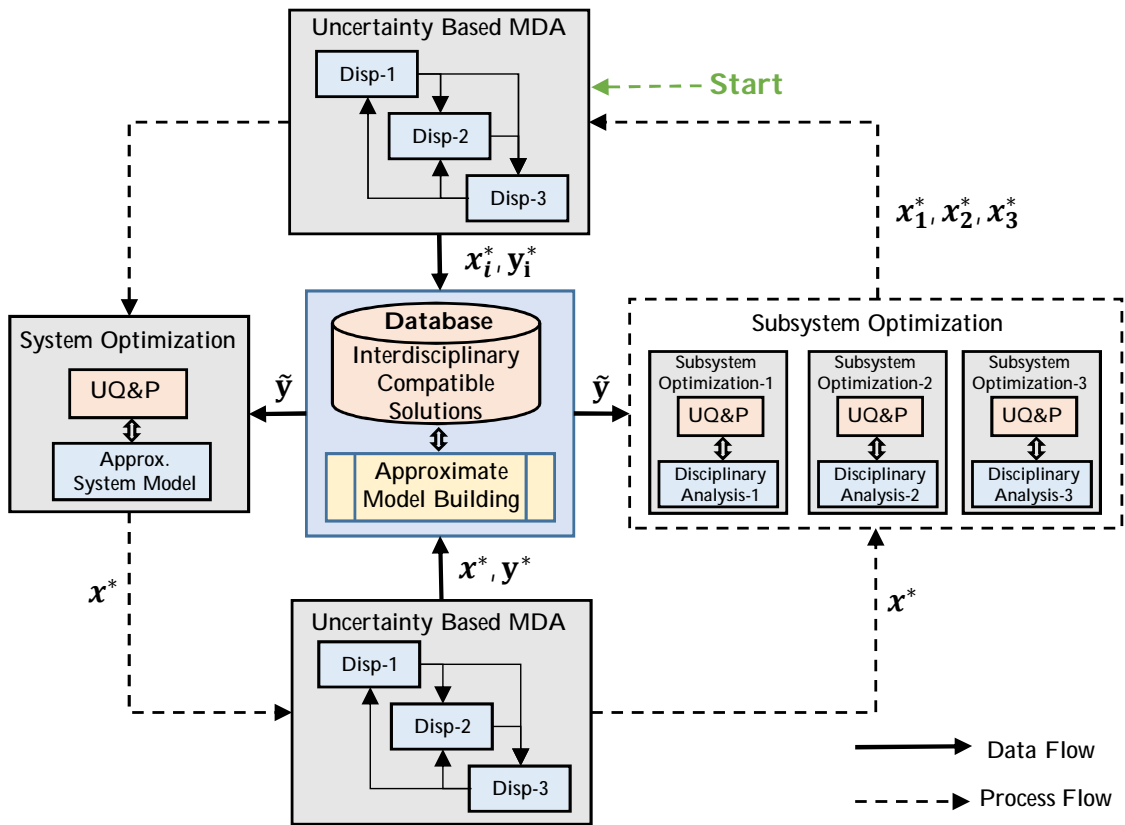 Uncertainty Based MDA
Disp-1
Disp-2
Disp-3
Start
x₁*, x₂*, x₃*
xᵢ*, yᵢ*
System Optimization
UQ&P
Approx.
System Model
ỹ
Database
Interdisciplinary
Compatible
Solutions
Approximate
Model Building
ỹ
Subsystem Optimization
Subsystem
Optimization-1
UQ&P
Disciplinary
Analysis-1
Subsystem
Optimization-2
UQ&P
Disciplinary
Analysis-2
Subsystem
Optimization-3
UQ&P
Disciplinary
Analysis-3
x*
x*, y*
x*
Uncertainty Based MDA
Disp-1
Disp-2
Disp-3
Data Flow
Process Flow